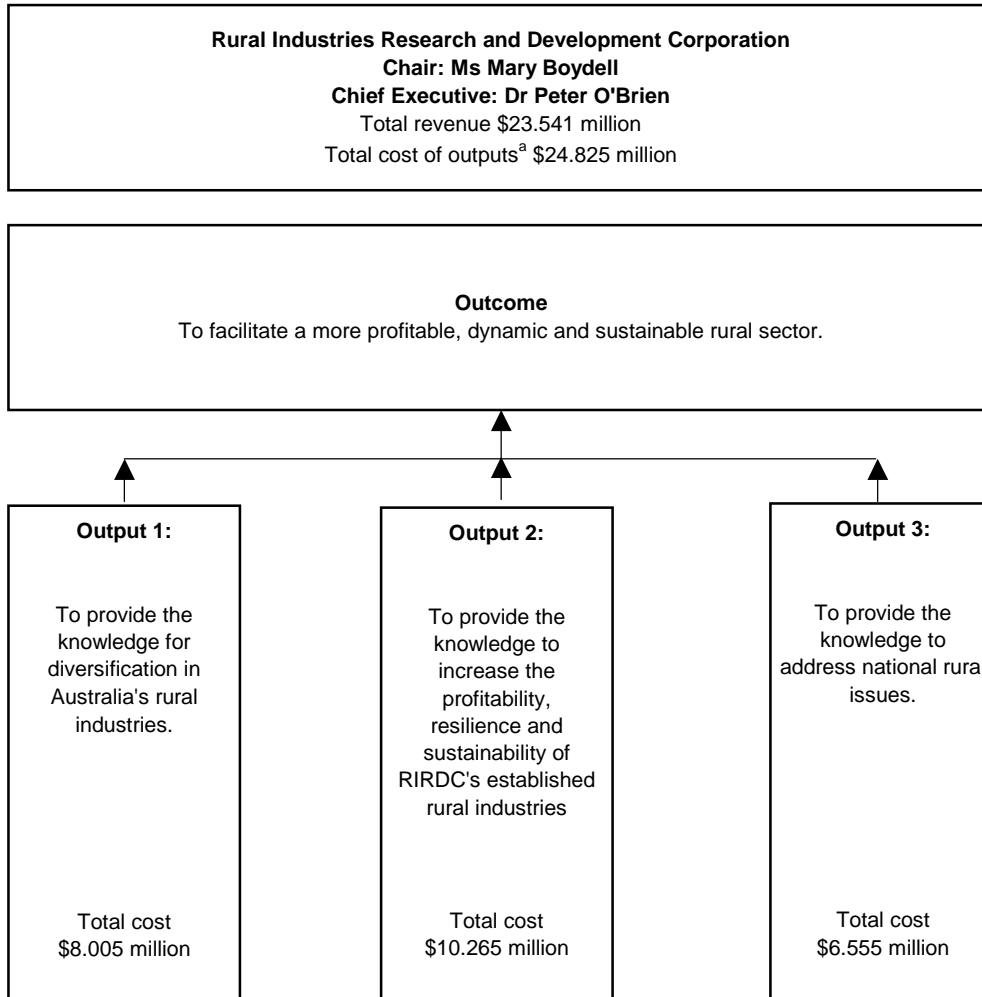 Rural Industries Research and Development Corporation
Chair: Ms Mary Boydell
Chief Executive: Dr Peter O'Brien
Total revenue $23.541 million
Total cost of outputsᵃ $24.825 million
Outcome
To facilitate a more profitable, dynamic and sustainable rural sector.
Output 1:
To provide the
knowledge for
diversification in
Australia's rural
industries.
Total cost
$8.005 million
Output 2:
To provide the
knowledge to
increase the
profitability,
resilience and
sustainability of
RIRDC's established
rural industries
Total cost
$10.265 million
Output 3:
To provide the
knowledge to
address national rura
issues.
Total cost
$6.555 million